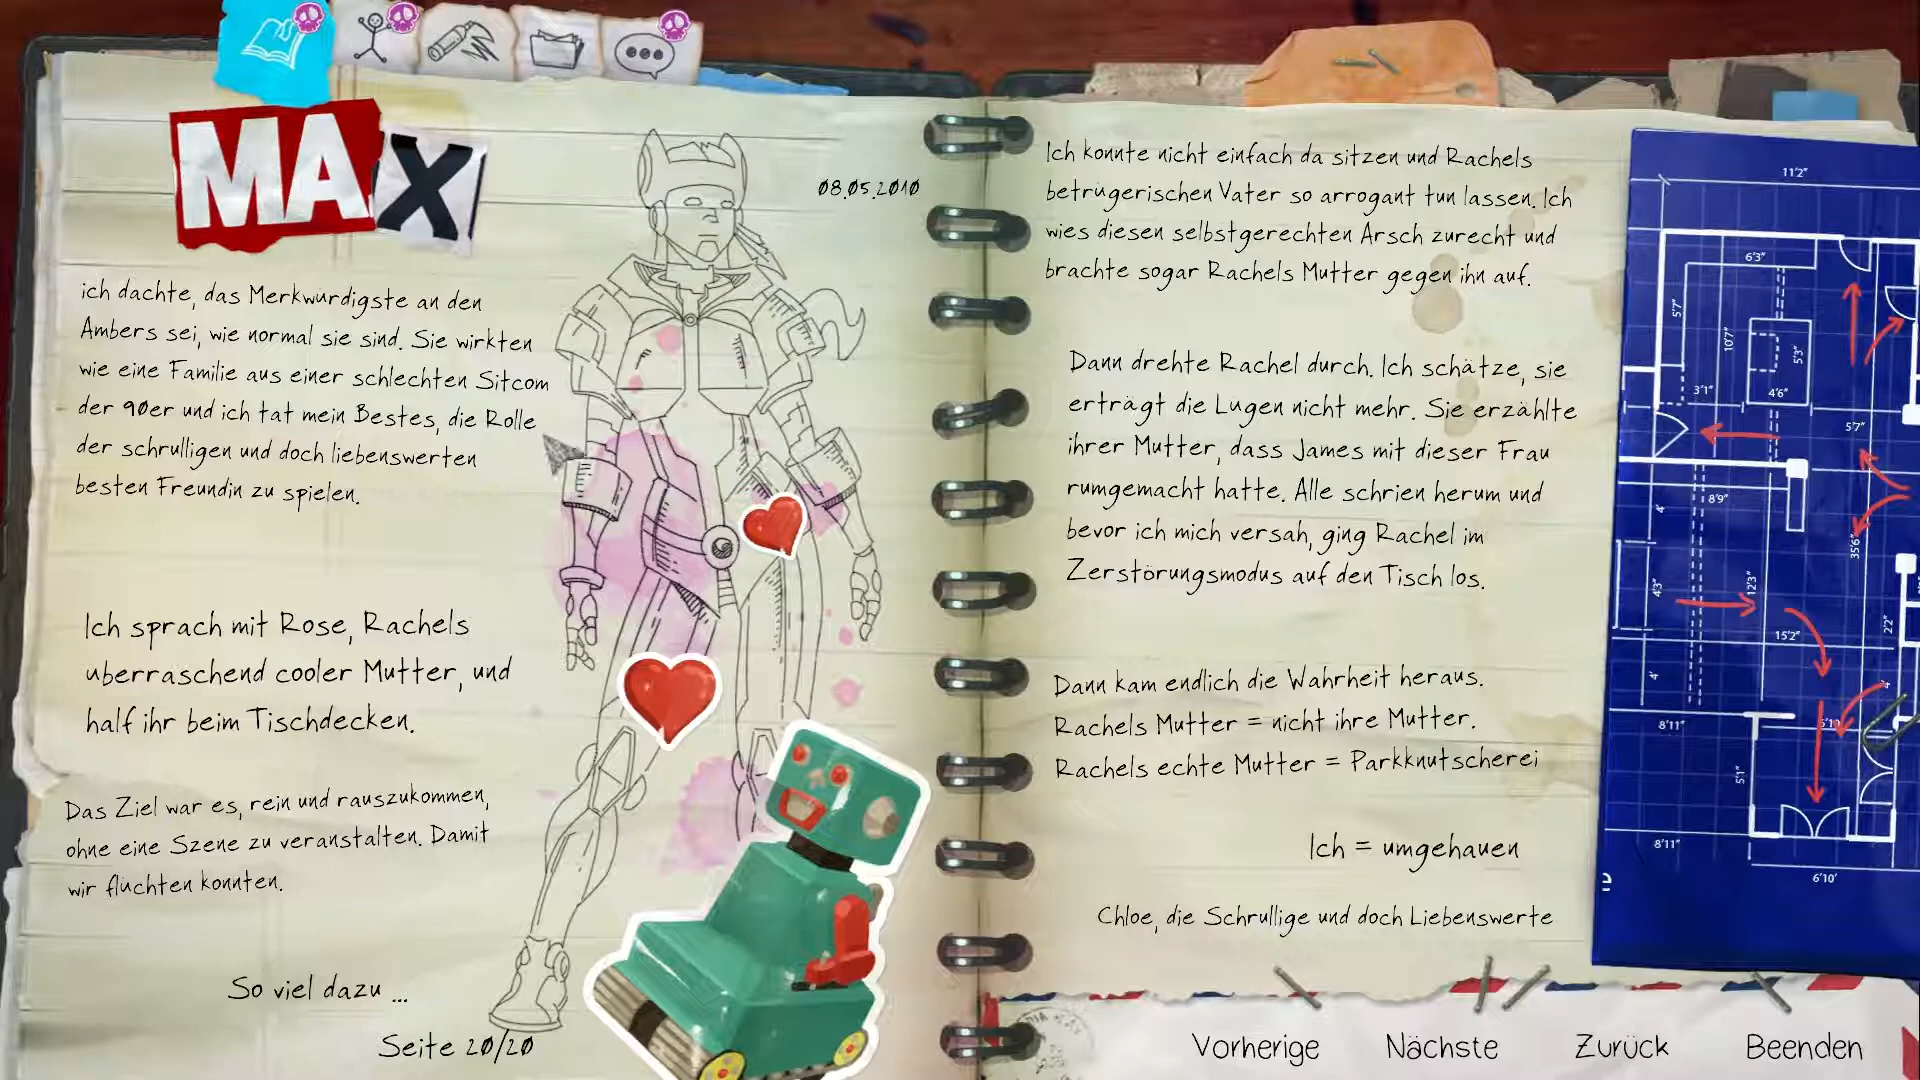 MAX
08.05.2010
ich dachte, das Merkwurdigste an den
Ambers sei, wie normal sie sind. Sie wirkten
wie eine Familie aus einer schlechten Sitcom
der 90er und ich tat mein Bestes, die Rolle
der schrulligen und doch liebenswerten
besten Freundin zu spielen.
Ich sprach mit Rose, Rachels
uberraschend cooler Mutter, und
half ihr beim Tischdecken.
Das Ziel war es, rein und rauszukommen,
ohne eine Szene zu veranstalten. Damit
wir fluchten konnten.
So viel dazu ...
Seite 20/20
Ich konnte nicht einfach da sitzen und Rachels
betrugerischen Vater so arrogant tun lassen. Ich
wies diesen selbstgerechten Arsch zurecht und
brachte sogar Rachels Mutter gegen ihn auf.
Dann drehte Rachel durch. Ich schätze, sie
erträgt die Lugen nicht mehr. Sie erzählte
ihrer Mutter, dass James mit dieser Frau
rumgemacht hatte. Alle schrien herum und
bevor ich mich versah, ging Rachel im
Zerstörungsmodus auf den Tisch los.
Dann kam endlich die Wahrheit heraus.
Rachels Mutter = nicht ihre Mutter.
Rachels echte Mutter = Parkknutscherei
Ich = umgehauen
Chloe, die Schrullige und doch Liebenswerte
11'2"
6'3"
5'7"
10'7"
5'3"
3'1"
4'6"
5'7"
8'9"
4'
35'6"
4'3"
12'3"
15'2"
2'2"
4'
4'
8'11"
5'1"
8'11"
6'10'
Vorherige Nächste Zurück Beenden